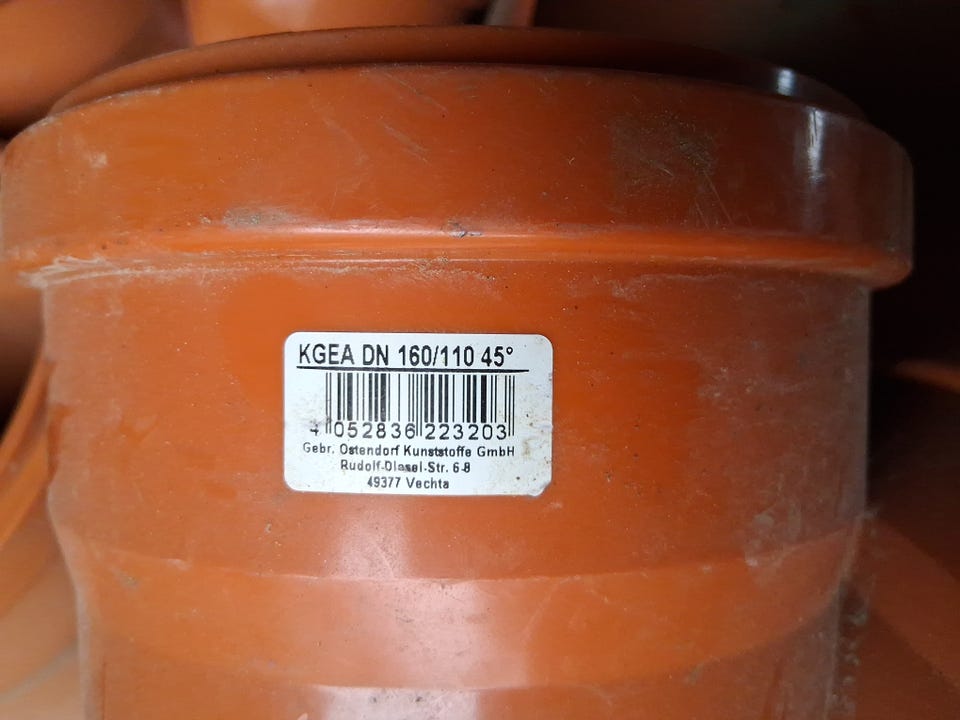 KGEA DN 160/110 45°
4 052836 223203
Gebr. Ostendorf Kunststoffe GmbH
Rudolf-Diesel-Str. 6-8
49377 Vechta